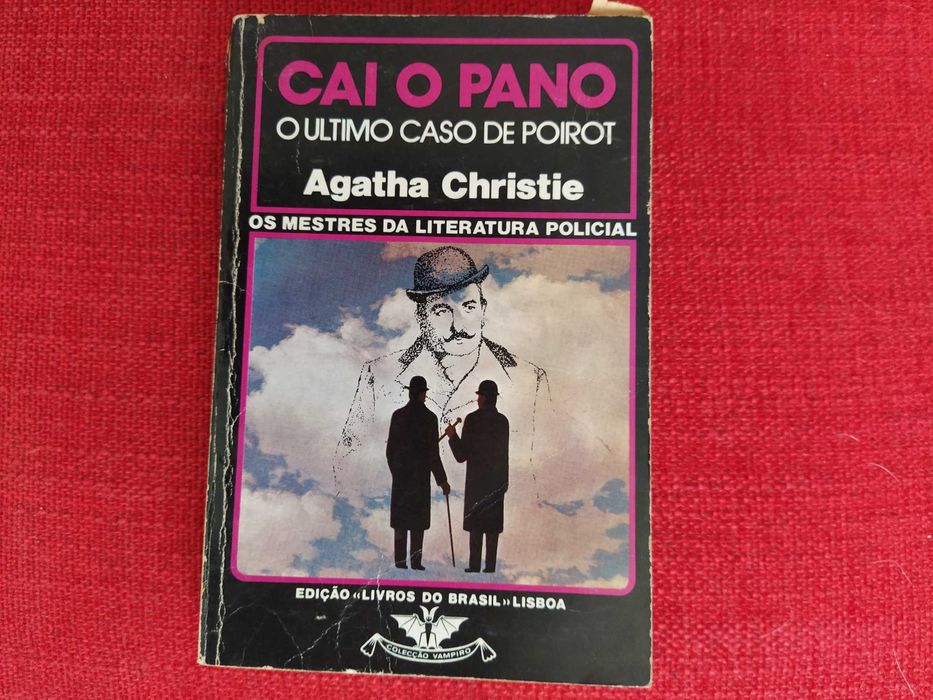 CAI O PANO
O ULTIMO CASO DE POIROT
Agatha Christie
OS MESTRES DA LITERATURA POLICIAL
EDIÇÃO «LIVROS DO BRASIL» LISBOA
COLECÇÃO VAMPIRO